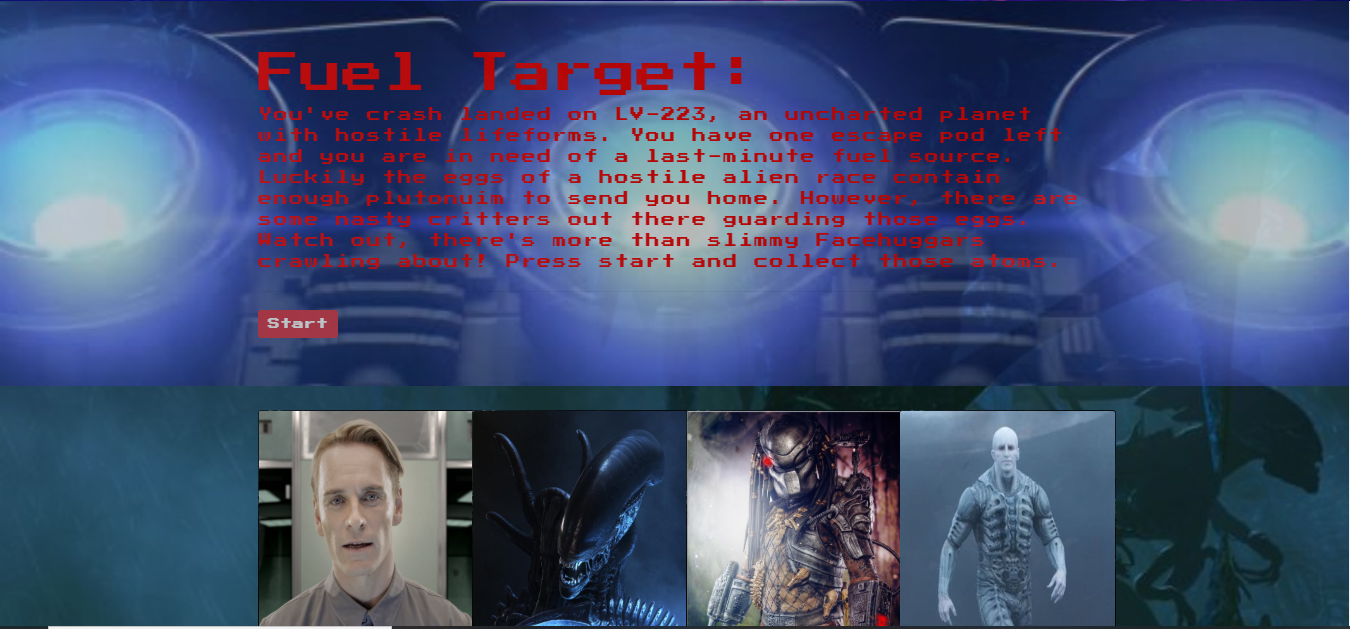 Fuel Target:
You've crash landed on LV-223, an uncharted planet
with hostile lifeforms. You have one escape pod left
and you are in need of a last-minute fuel source.
Luckily the eggs of a hostile alien race contain
enough plutonuim to send you home. However, there are
some nasty critters out there guarding those eggs.
Watch out, there's more than slimmy Facehuggars
crawling about! Press start and collect those atoms.
Start